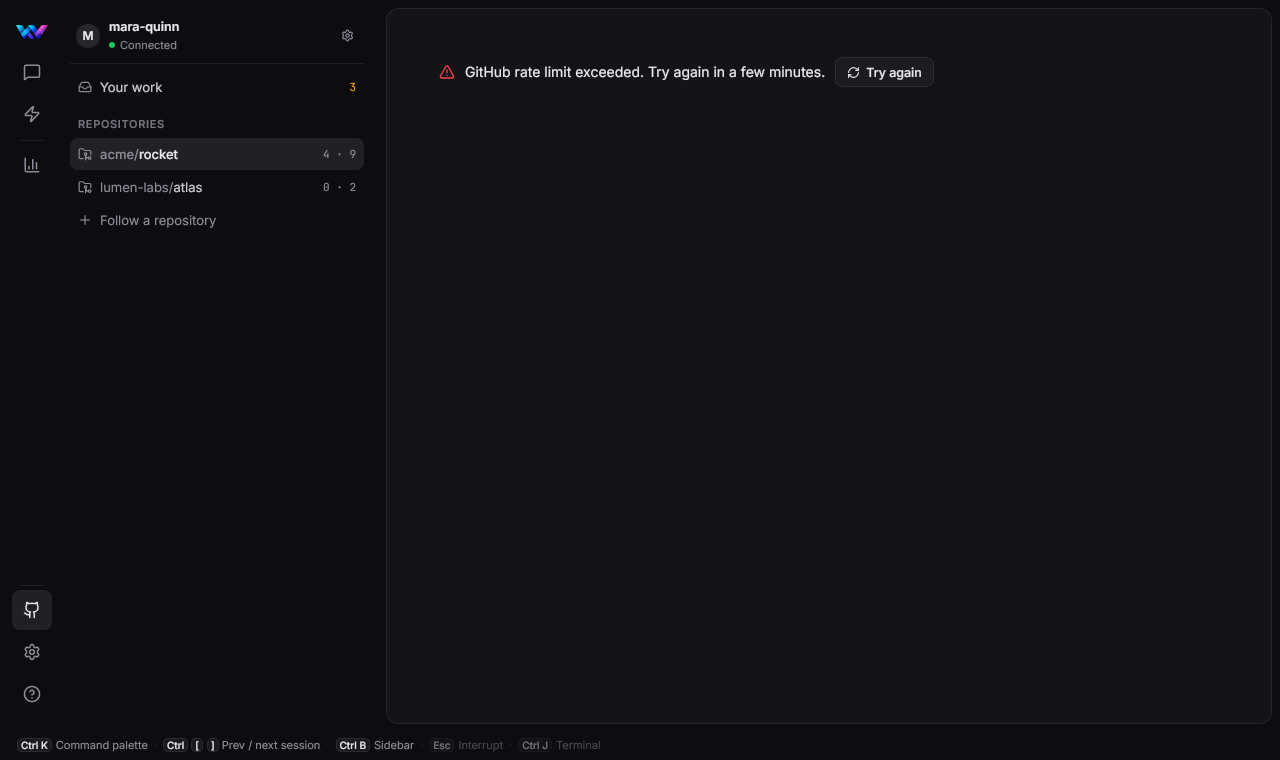 M
mara-quinn
Connected
Your work 3
REPOSITORIES
acme/rocket 4 · 9
lumen-labs/atlas 0 · 2
Follow a repository
GitHub rate limit exceeded. Try again in a few minutes. Try again
Ctrl K Command palette · Ctrl [ ] Prev / next session · Ctrl B Sidebar · Esc Interrupt · Ctrl J Terminal